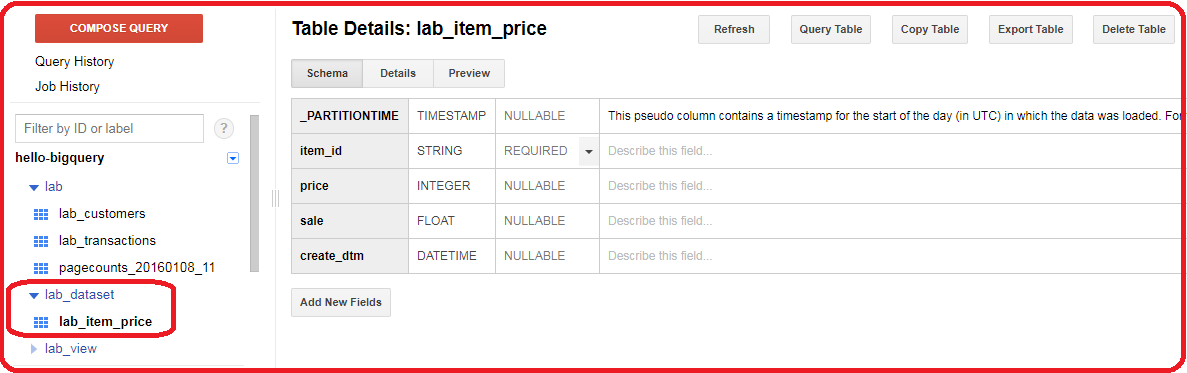 COMPOSE QUERY
Query History
Job History
Filter by ID or label
?
hello-bigquery
lab
lab_customers
lab_transactions
pagecounts_20160108_11
lab_dataset
lab_item_price
lab_view
Table Details: lab_item_price
Refresh Query Table Copy Table Export Table Delete Table
Schema Details Preview
_PARTITIONTIME TIMESTAMP NULLABLE This pseudo column contains a timestamp for the start of the day (in UTC) in which the data was loaded. For
item_id STRING REQUIRED Describe this field...
price INTEGER NULLABLE Describe this field...
sale FLOAT NULLABLE Describe this field...
create_dtm DATETIME NULLABLE Describe this field...
Add New Fields